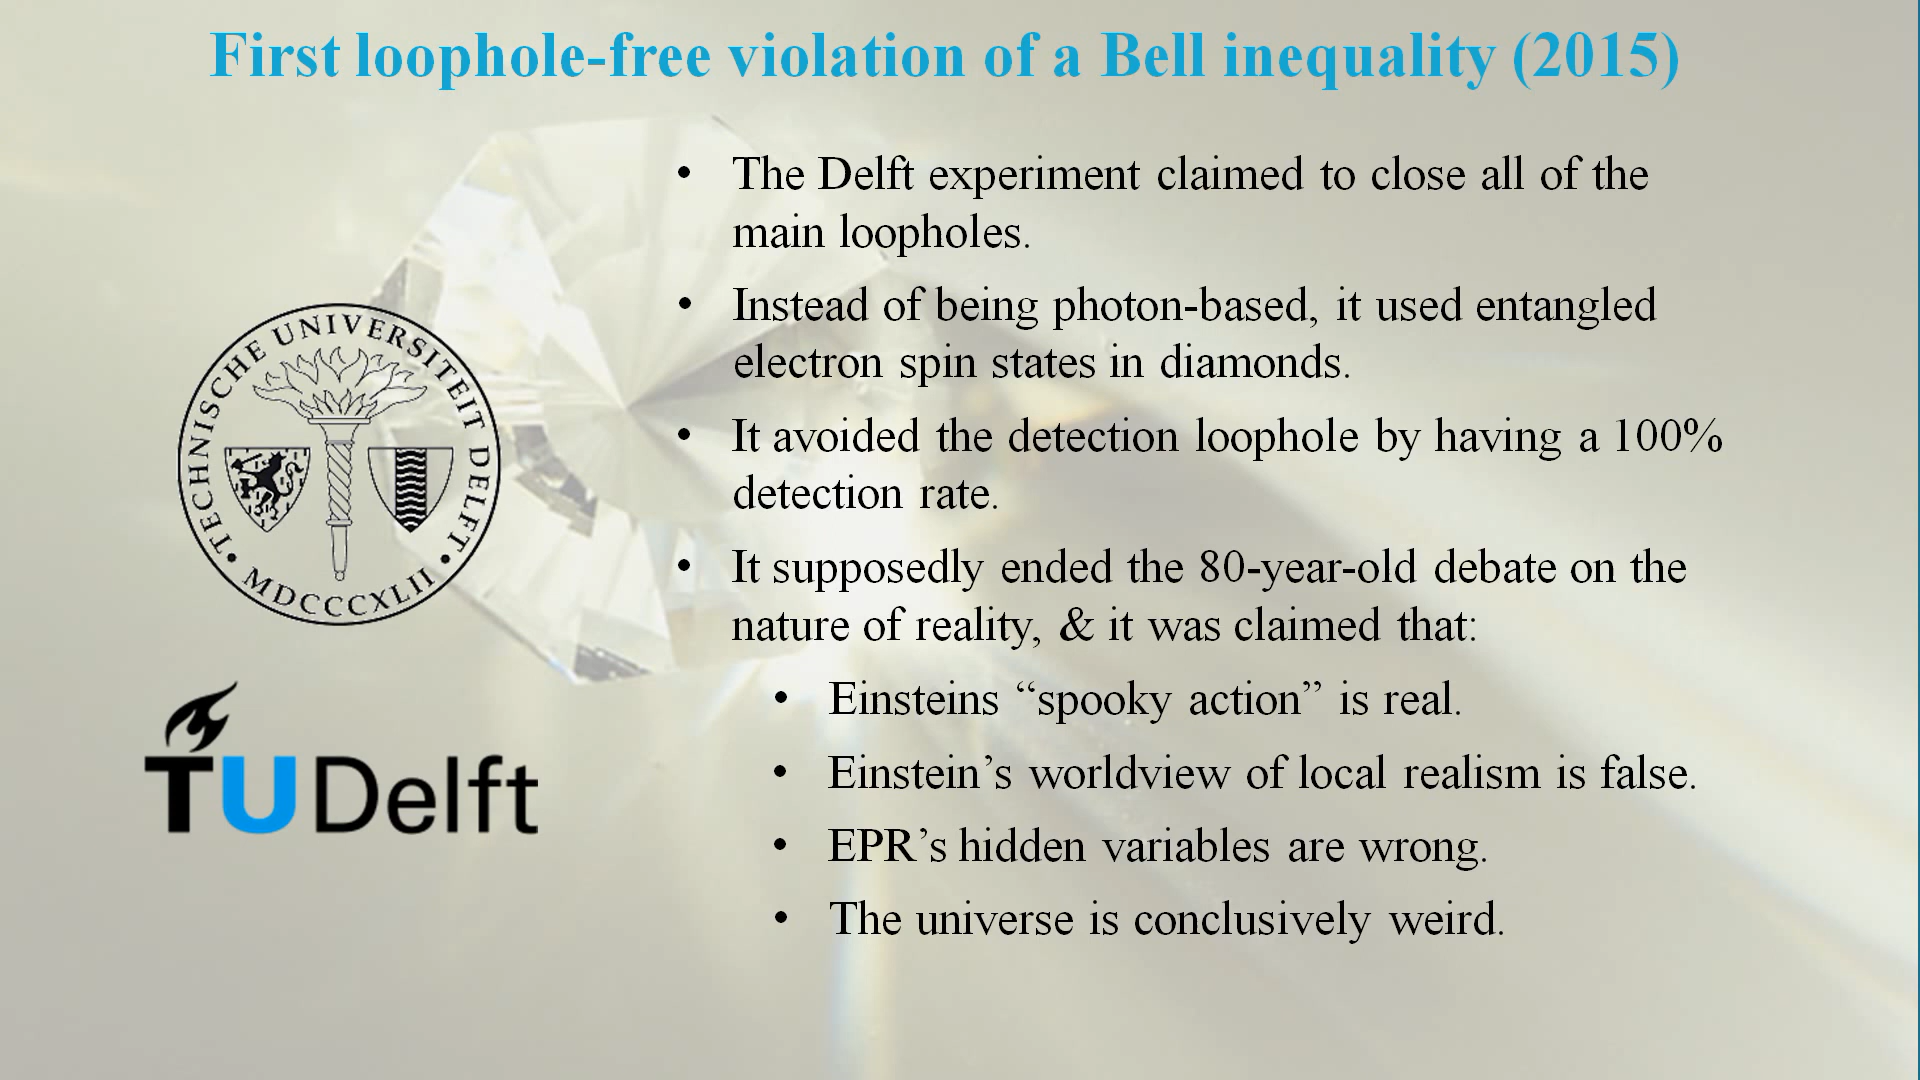 First loophole-free violation of a Bell inequality (2015)
• The Delft experiment claimed to close all of the
main loopholes.
• Instead of being photon-based, it used entangled
electron spin states in diamonds.
• It avoided the detection loophole by having a 100%
detection rate.
• It supposedly ended the 80-year-old debate on the
nature of reality, & it was claimed that:
• Einsteins “spooky action” is real.
• Einstein’s worldview of local realism is false.
• EPR’s hidden variables are wrong.
• The universe is conclusively weird.
• TECHNISCHE UNIVERSITEIT DELFT •
MDCCCXLII
TU Delft